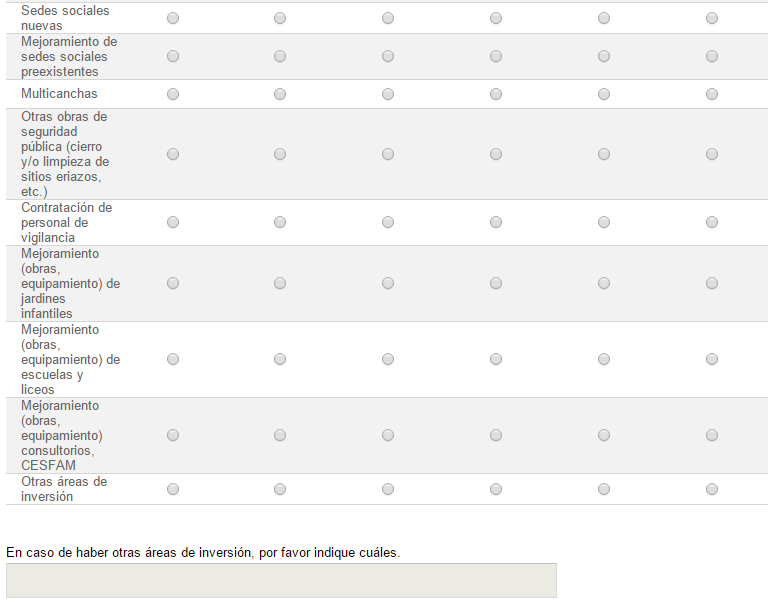 Sedes sociales
nuevas
Mejoramiento de
sedes sociales
preexistentes
Multicanchas
Otras obras de
seguridad
pública (cierro
y/o limpieza de
sitios eriazos,
etc.)
Contratación de
personal de
vigilancia
Mejoramiento
(obras,
equipamiento) de
jardines
infantiles
Mejoramiento
(obras,
equipamiento) de
escuelas y
liceos
Mejoramiento
(obras,
equipamiento)
consultorios,
CESFAM
Otras áreas de
inversión
En caso de haber otras áreas de inversión, por favor indique cuáles.